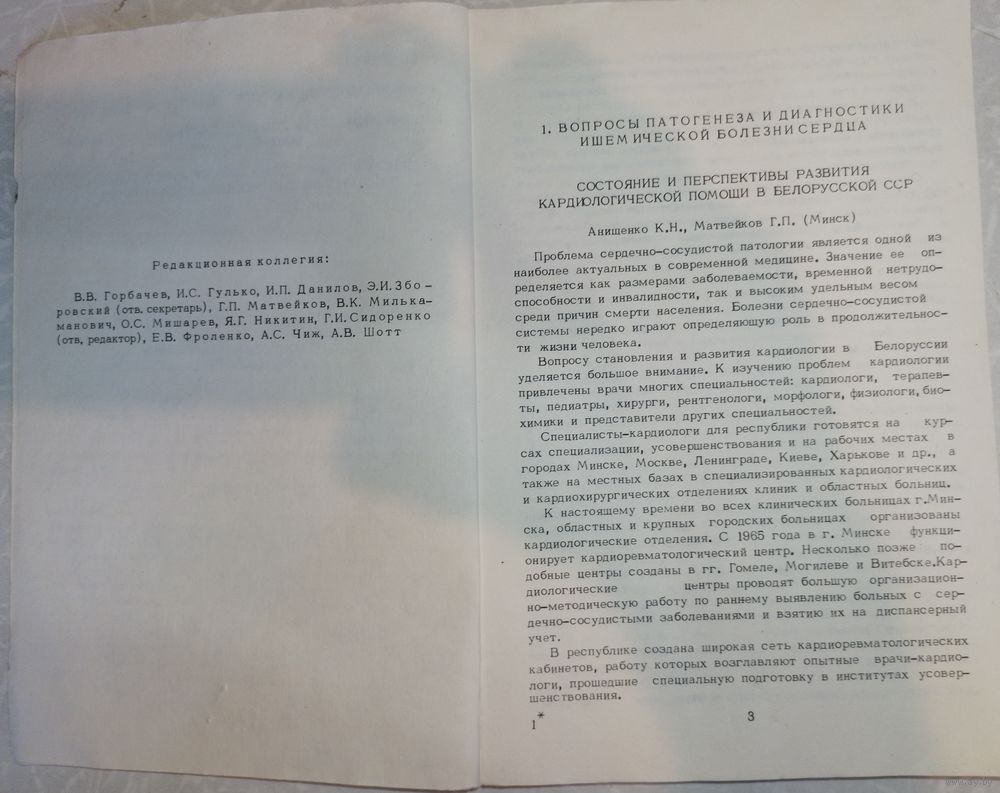 Редакционная коллегия:
В.В. Горбачев, И.С. Гулько, И.П. Данилов, Э.И. Збо-
ровский (отв. секретарь), Г.П. Матвейков, В.К. Милька-
манович, О.С. Мишарев, Я.Г. Никитин, Г.И. Сидоренко
(отв, редактор), Е.В. Фроленко, А.С. Чиж, А.В. Шотт
1. ВОПРОСЫ ПАТОГЕНЕЗА И ДИАГНОСТИКИ
ИШЕМИЧЕСКОЙ БОЛЕЗНИ СЕРДЦА
СОСТОЯНИЕ И ПЕРСПЕКТИВЫ РАЗВИТИЯ
КАРДИОЛОГИЧЕСКОЙ ПОМОЩИ В БЕЛОРУССКОЙ ССР
Анищенко К.Н., Матвейков Г.П. (Минск)
Проблема сердечно-сосудистой патологии является одной из
наиболее актуальных в современной медицине. Значение ее оп-
ределяется как размерами заболеваемости, временной нетрудо-
способности и инвалидности, так и высоким удельным весом
среди причин смерти населения. Болезни сердечно-сосудистой
системы нередко играют определяющую роль в продолжительнос-
ти жизни человека.
Вопросу становления и развития кардиологии в Белоруссии
уделяется большое внимание. К изучению проблем кардиологии
привлечены врачи многих специальностей: кардиологи, терапев-
ты, педиатры, хирурги, рентгенологи, морфологи, физиологи, био-
химики и представители других специальностей.
Специалисты-кардиологи для республики готовятся на кур-
сах специализации, усовершенствования и на рабочих местах в
городах Минске, Москве, Ленинграде, Киеве, Харькове и др., а
также на местных базах в специализированных кардиологических
и кардиохирургических отделениях клиник и областных больниц.
К настоящему времени во всех клинических больницах г.Мин-
ска, областных и крупных городских больницах организованы
кардиологические отделения. С 1965 года в г. Минске функци-
онирует кардиоревматологический центр. Несколько позже по-
добные центры созданы в гг. Гомеле, Могилеве и Витебске.Кар-
диологические центры проводят большую организацион-
но-методическую работу по раннему выявлению больных с сер-
дечно-сосудистыми заболеваниями и взятию их на диспансерный
учет.
В республике создана широкая сеть кардиоревматологических
кабинетов, работу которых возглавляют опытные врачи-кардио-
логи, прошедшие специальную подготовку в институтах усовер-
шенствования.
1*
3
www.ay.by